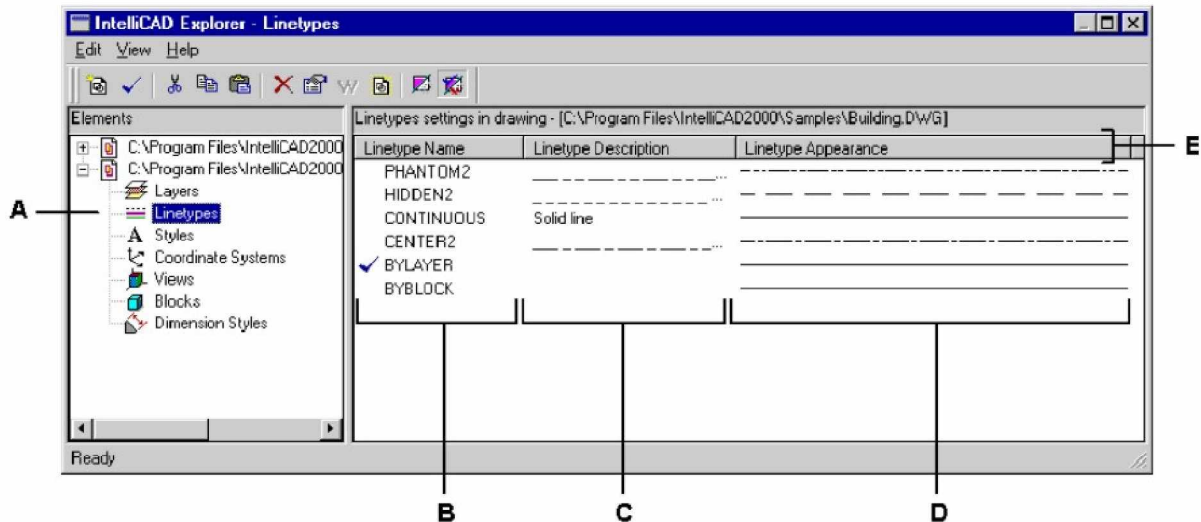 IntelliCAD Explorer - Linetypes
Edit View Help
Elements
Linetypes settings in drawing - [C:\Program Files\IntelliCAD2000\Samples\Building.DWG]
C:\Program Files\IntelliCAD2000
Linetype Name Linetype Description Linetype Appearance
E
C:\Program Files\IntelliCAD2000
PHANTOM2
Layers
HIDDEN2
A
Linetypes
CONTINUOUS Solid line
Styles
CENTER2
Coordinate Systems
BYLAYER
Views
BYBLOCK
Blocks
Dimension Styles
Ready
B C D